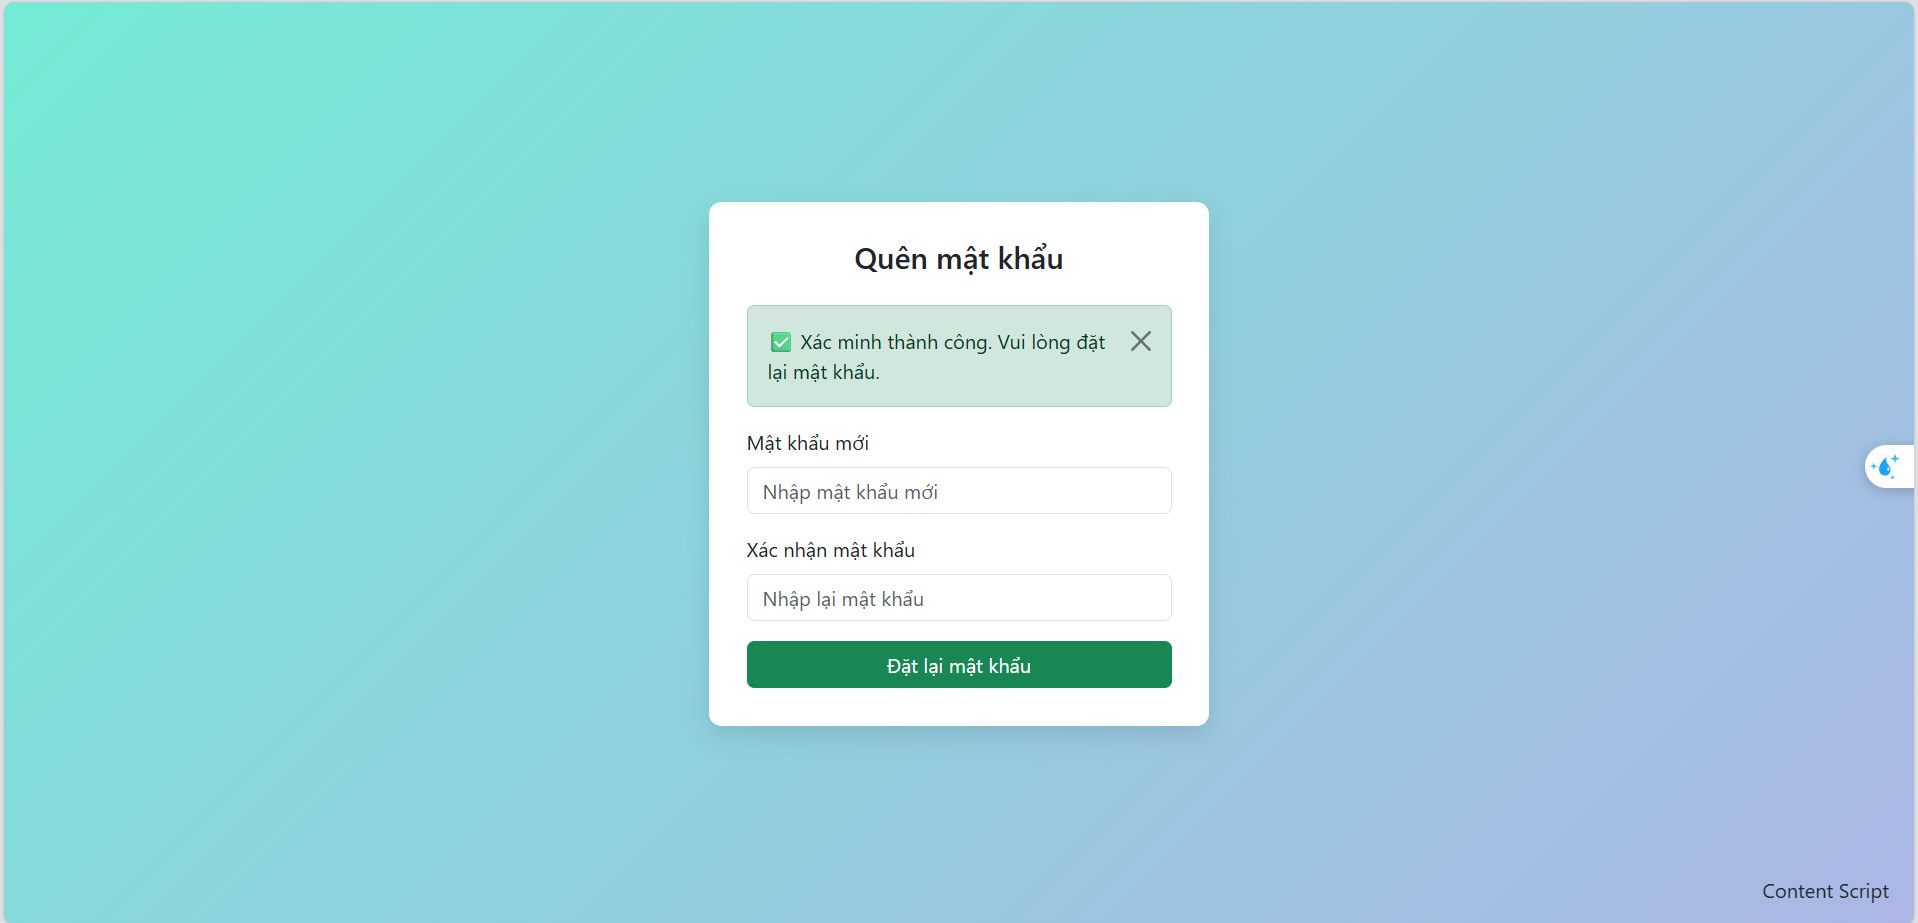 Quên mật khẩu
✅ Xác minh thành công. Vui lòng đặt
lại mật khẩu.
Mật khẩu mới
Nhập mật khẩu mới
Xác nhận mật khẩu
Nhập lại mật khẩu
Đặt lại mật khẩu
Content Script